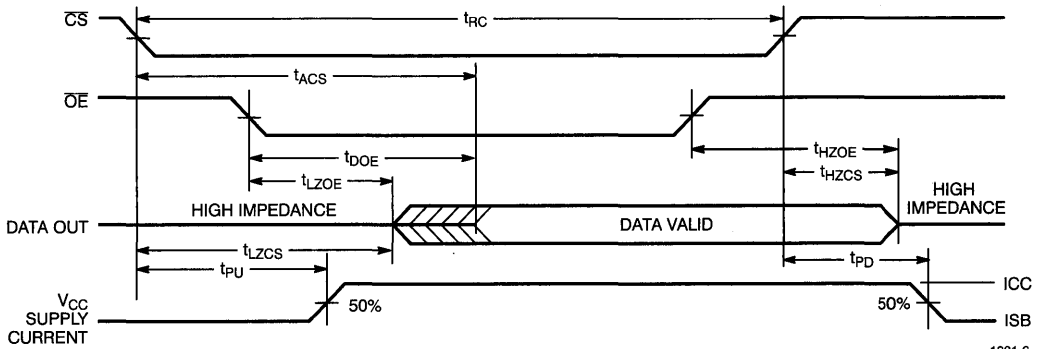 CS
tRC
tACS
OE
tDOE
tHZOE
tLZOE
tHZCS
HIGH IMPEDANCE
HIGH
IMPEDANCE
DATA OUT
DATA VALID
tLZCS
tPU
tPD
VCC
SUPPLY
CURRENT
50%
50%
ICC
ISB